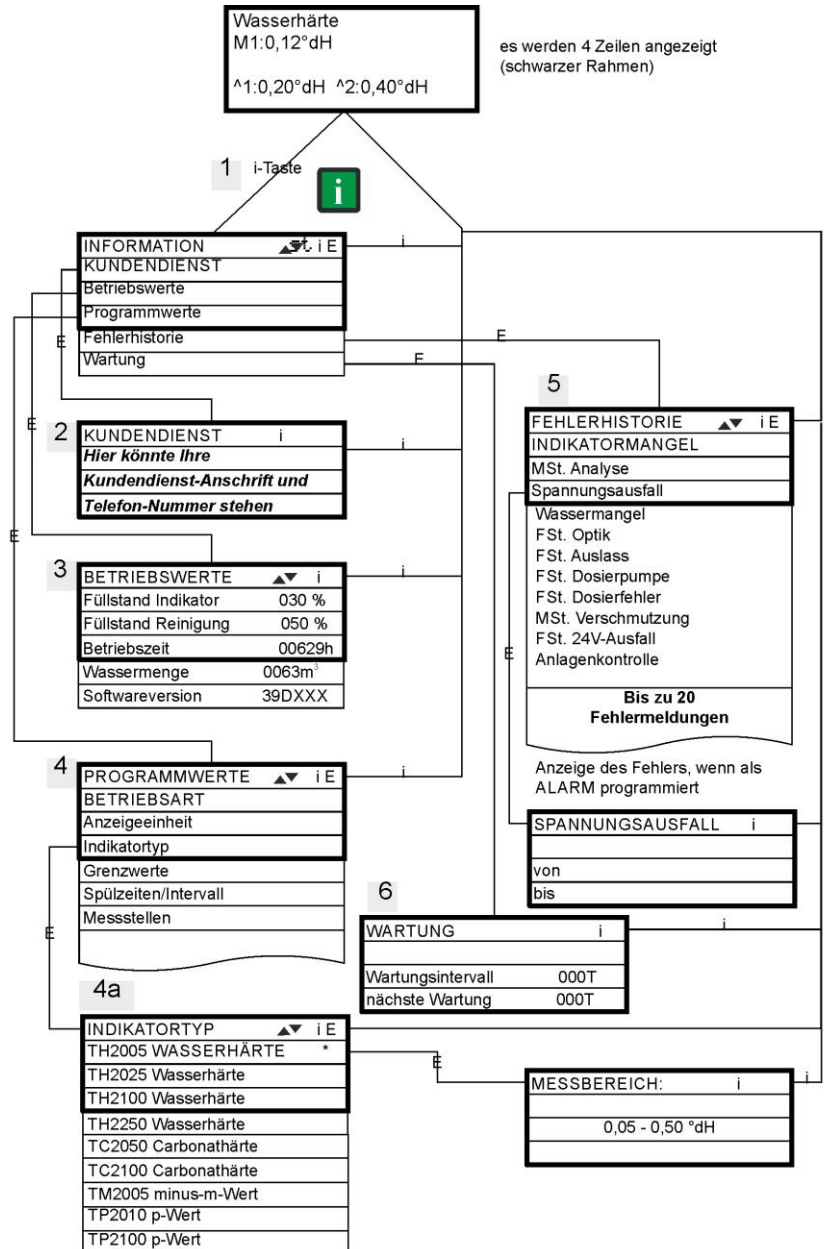 Wasserhärte
M1:0,12°dH
^1:0,20°dH ^2:0,40°dH
es werden 4 Zeilen angezeigt
(schwarzer Rahmen)
1 i-Taste
i
INFORMATION ▲▼ i E
KUNDENDIENST
Betriebswerte
Programmwerte
Fehlerhistorie
Wartung
i
E
E
E
E
E
2
KUNDENDIENST i
Hier könnte Ihre
Kundendienst-Anschrift und
Telefon-Nummer stehen
i
3
BETRIEBSWERTE ▲▼ i
Füllstand Indikator 030 %
Füllstand Reinigung 050 %
Betriebszeit 00629h
Wassermenge 0063m³
Softwareversion 39DXXX
i
4
PROGRAMMWERTE ▲▼ i E
BETRIEBSART
Anzeigeeinheit
Indikatortyp
Grenzwerte
Spülzeiten/Intervall
Messstellen
i
E
4a
INDIKATORTYP ▲▼ i E
TH2005 WASSERHÄRTE *
TH2025 Wasserhärte
TH2100 Wasserhärte
TH2250 Wasserhärte
TC2050 Carbonathärte
TC2100 Carbonathärte
TM2005 minus-m-Wert
TP2010 p-Wert
TP2100 p-Wert
5
FEHLERHISTORIE ▲▼ i E
INDIKATORMANGEL
MSt. Analyse
Spannungsausfall
Wassermangel
FSt. Optik
FSt. Auslass
FSt. Dosierpumpe
FSt. Dosierfehler
MSt. Verschmutzung
FSt. 24V-Ausfall
Anlagenkontrolle
Bis zu 20
Fehlermeldungen
E
Anzeige des Fehlers, wenn als
ALARM programmiert
SPANNUNGSAUSFALL i
von
bis
6
WARTUNG i
Wartungsintervall 000T
nächste Wartung 000T
i
E
MESSBEREICH: i
0,05 - 0,50 °dH
i